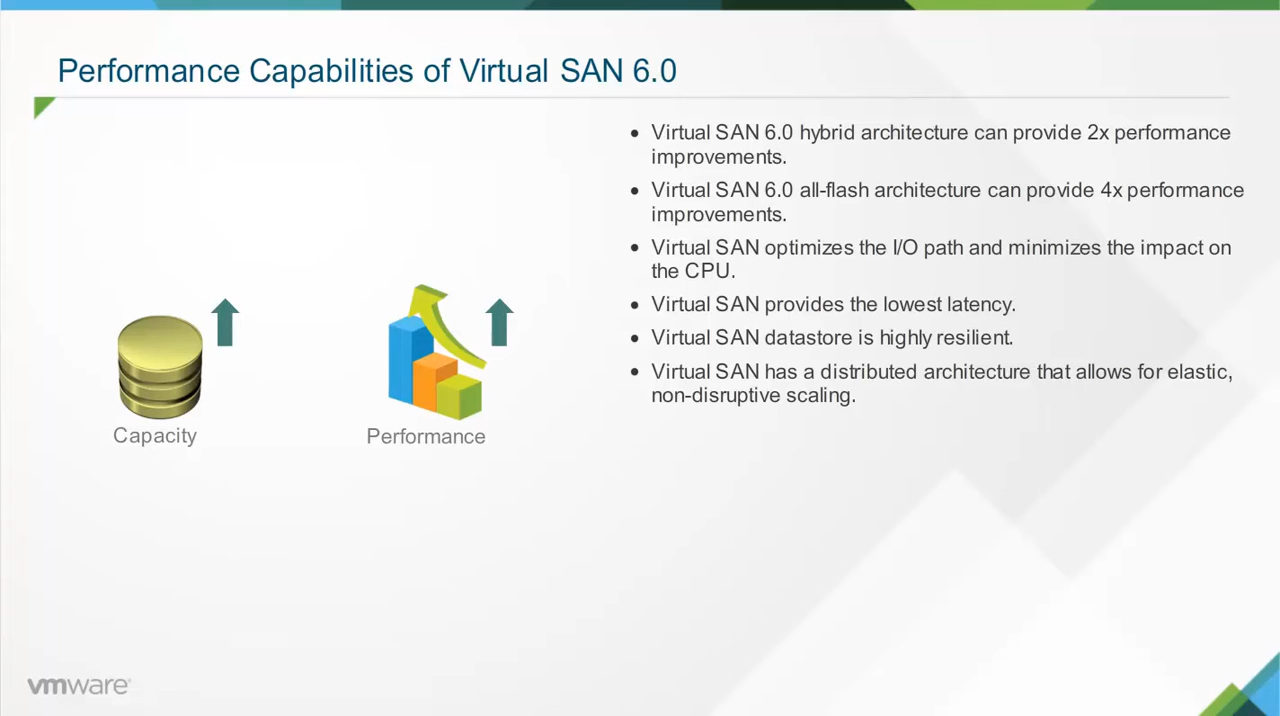 Performance Capabilities of Virtual SAN 6.0
• Virtual SAN 6.0 hybrid architecture can provide 2x performance
improvements.
• Virtual SAN 6.0 all-flash architecture can provide 4x performance
improvements.
• Virtual SAN optimizes the I/O path and minimizes the impact on
the CPU.
• Virtual SAN provides the lowest latency.
• Virtual SAN datastore is highly resilient.
• Virtual SAN has a distributed architecture that allows for elastic,
non-disruptive scaling.
Capacity
Performance
vmware®